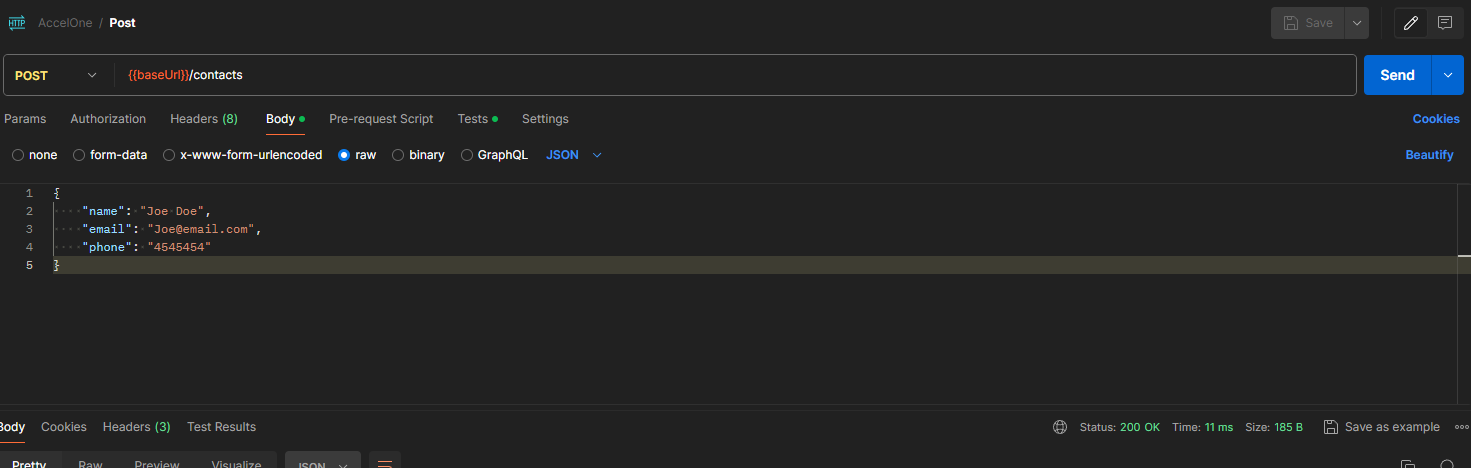 HTTP AccelOne / Post Save
POST {{baseUrl}}/contacts Send
Params Authorization Headers (8) Body Pre-request Script Tests Settings Cookies
none form-data x-www-form-urlencoded raw binary GraphQL JSON Beautify
1 {
2 "name": "Joe Doe",
3 "email": "Joe@email.com",
4 "phone": "4545454"
5 }
Body Cookies Headers (3) Test Results Status: 200 OK Time: 11 ms Size: 185 B Save as example
Pretty Raw Preview Visualize JSON